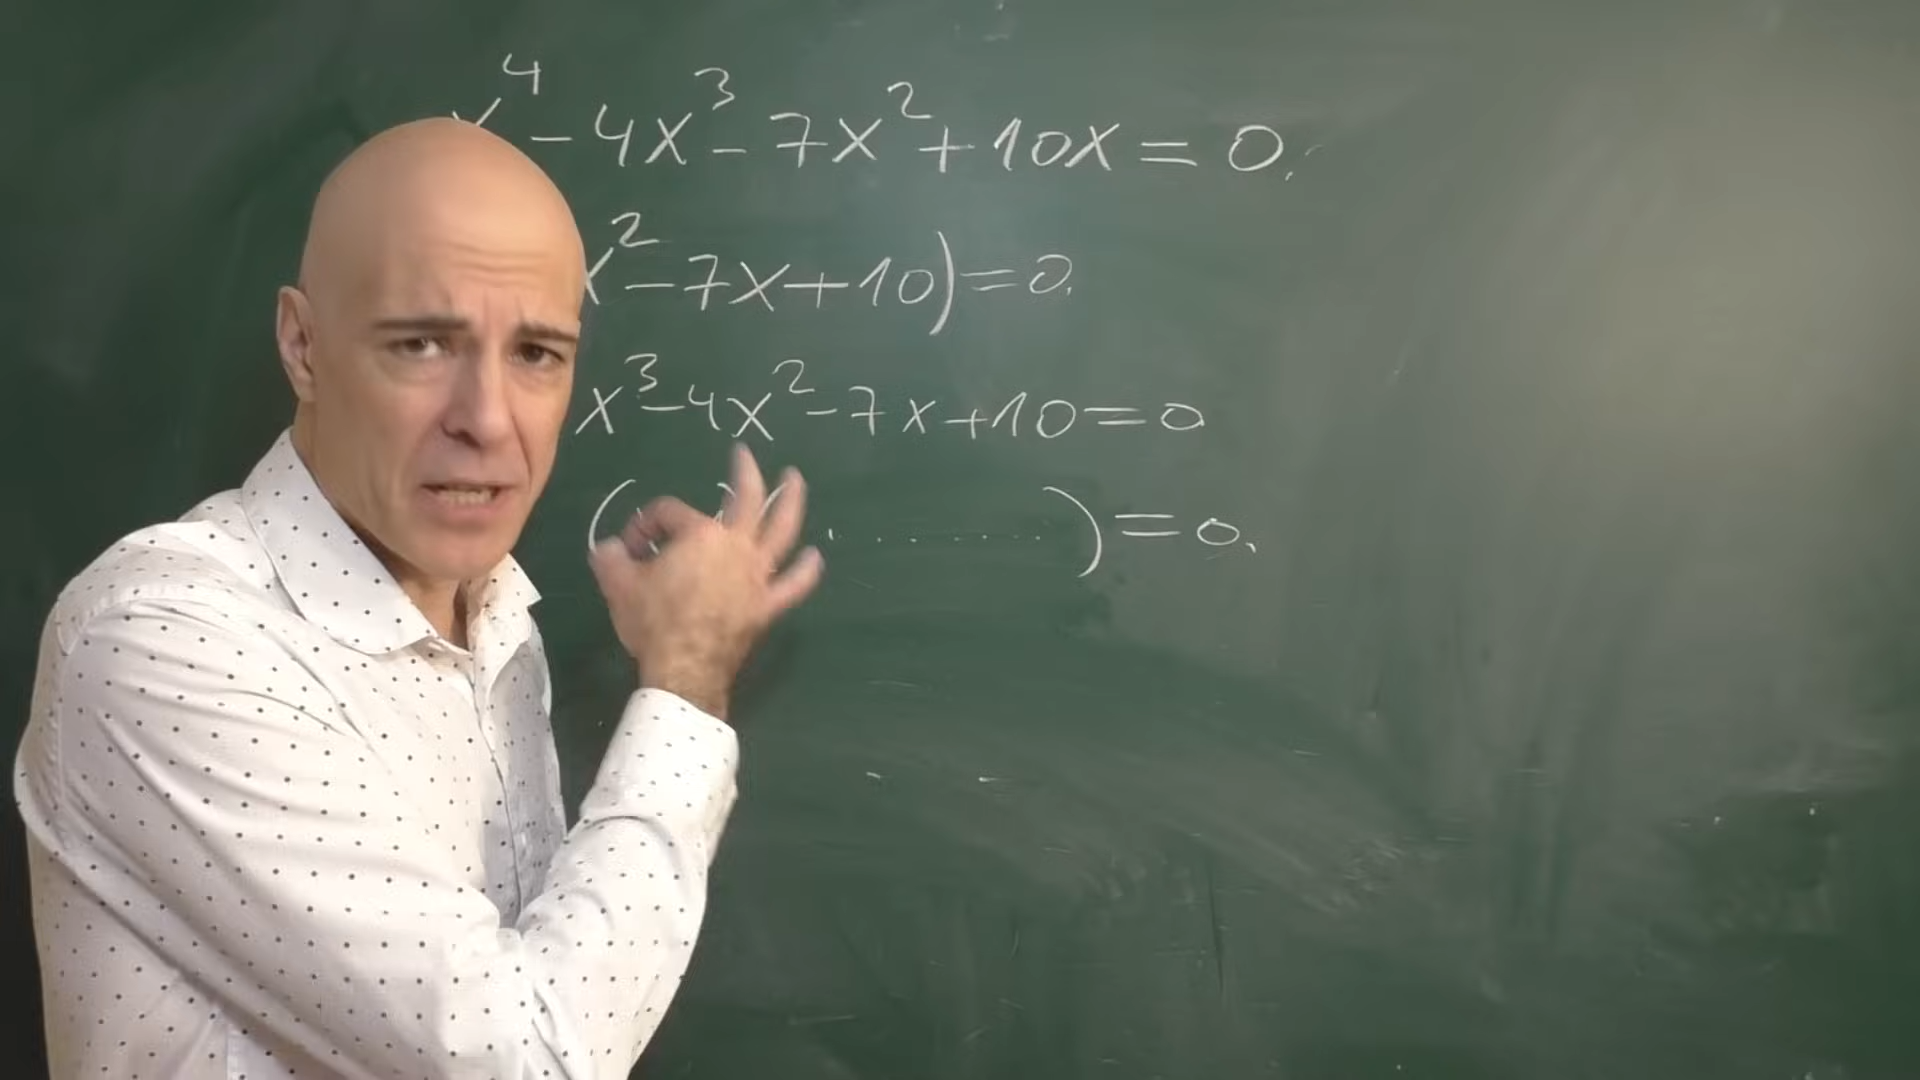 x⁴-4x³-7x²+10x=0.
x²-7x+10)=0.
x³-4x²-7x+10=0
( )( ..........)=0.